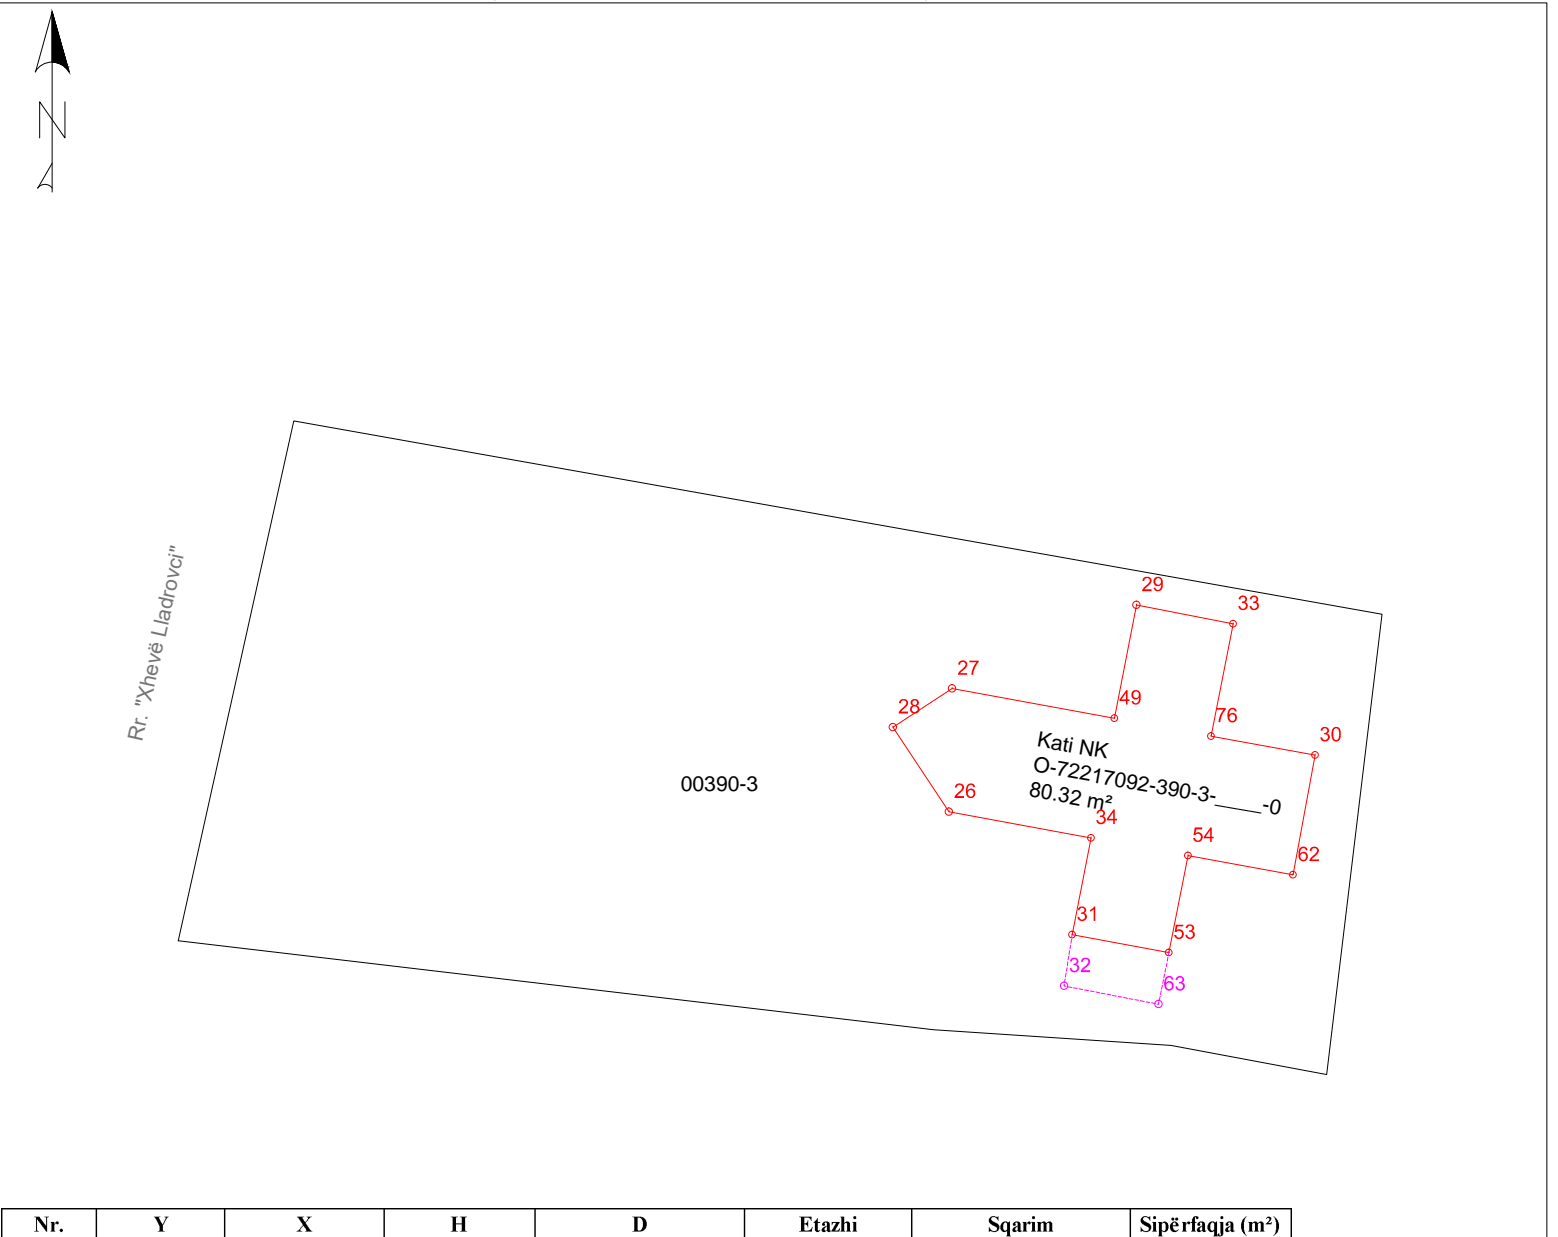 N
29
33
27
49
28
76
30
Rr. "Xhevë Lladrovci"
Kati NK
O-72217092-390-3-____-0
80.32 m²
00390-3
26
34
54
62
31
53
32
63
Nr. Y X H D Etazhi Sqarim Sipërfaqja (m²)